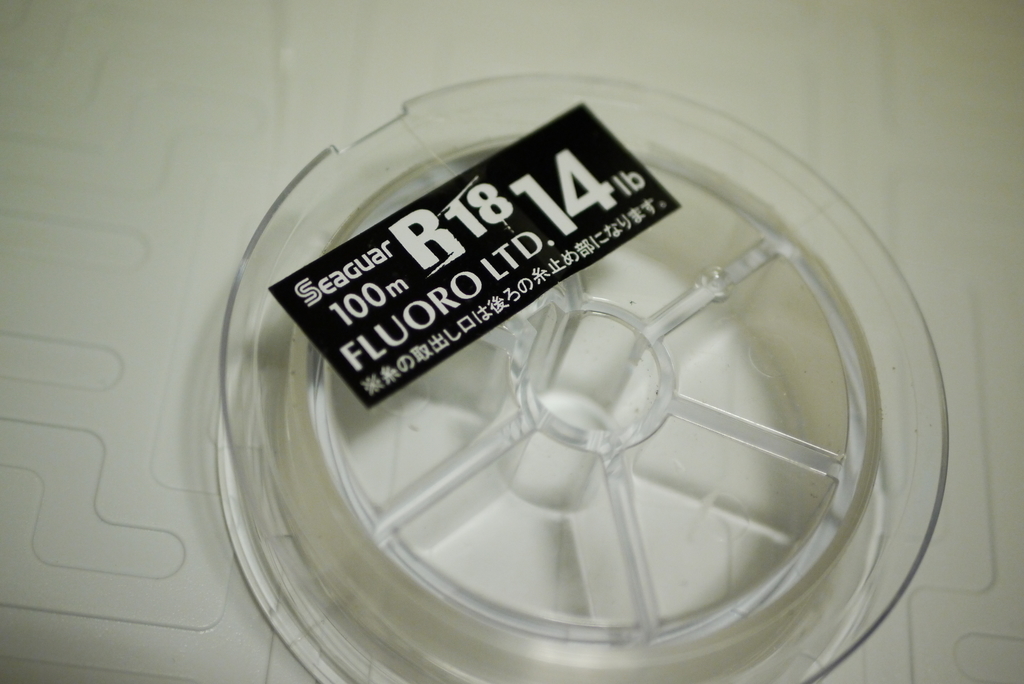 Seaguar R18 14lb
100m
FLUORO LTD.
※糸の取出し口は後ろの糸止め部になります。